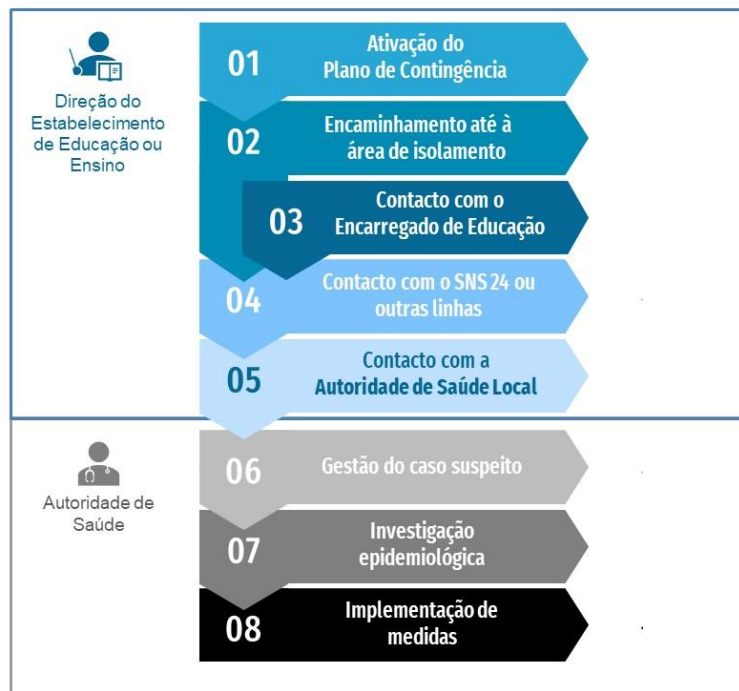 Direção do
Estabelecimento
de Educação ou
Ensino
01
Ativação do
Plano de Contingência
02
Encaminhamento até à
área de isolamento
03
Contacto com o
Encarregado de Educação
04
Contacto com o SNS 24 ou
outras linhas
05
Contacto com a
Autoridade de Saúde Local
Autoridade de
Saúde
06
Gestão do caso suspeito
07
Investigação
epidemiológica
08
Implementação de
medidas